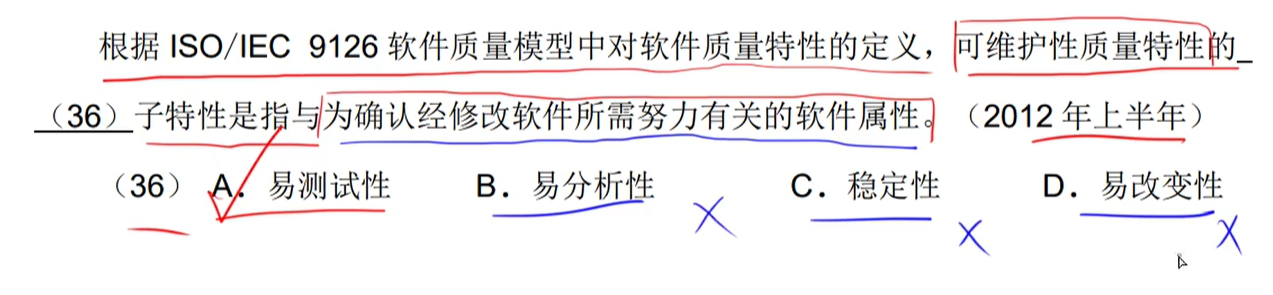 根据 ISO/IEC 9126 软件质量模型中对软件质量特性的定义，可维护性质量特性的_
（36）子特性是指与为确认经修改软件所需努力有关的软件属性。（2012 年上半年）
（36） A．易测试性 B．易分析性 C．稳定性 D．易改变性